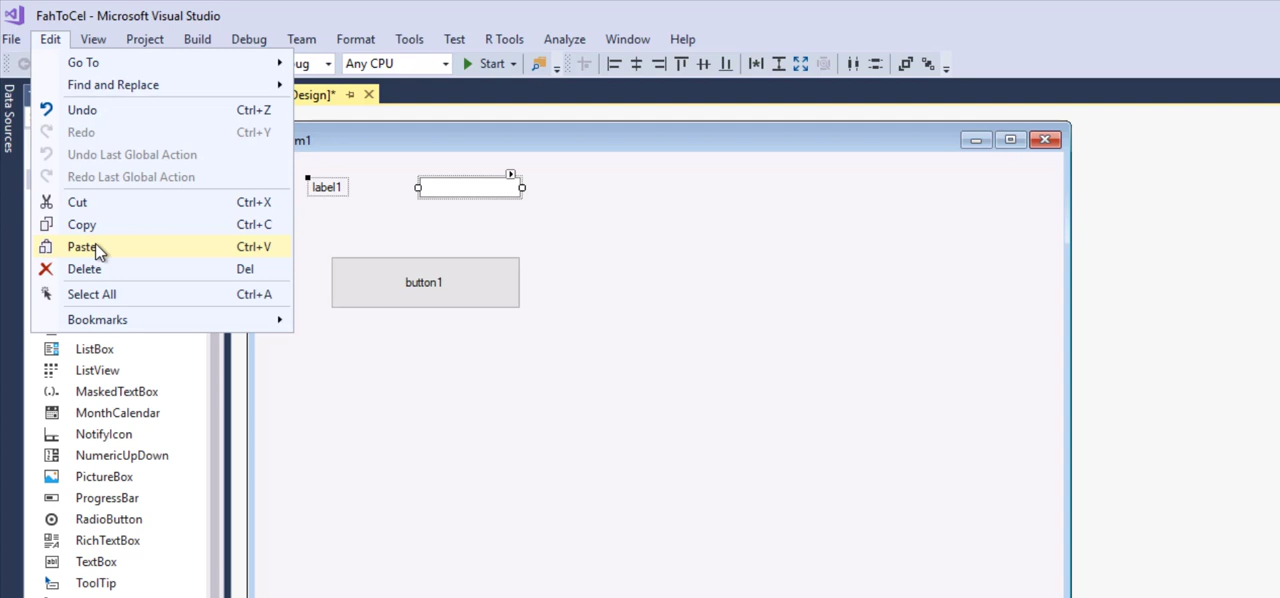 FahToCel - Microsoft Visual Studio
File Edit View Project Build Debug Team Format Tools Test R Tools Analyze Window Help
ug Any CPU Start
Data Sources
Design]*
m1
Go To
Find and Replace
Undo Ctrl+Z
Redo Ctrl+Y
Undo Last Global Action
Redo Last Global Action
Cut Ctrl+X
Copy Ctrl+C
Paste Ctrl+V
Delete Del
Select All Ctrl+A
Bookmarks
label1
button1
ListBox
ListView
MaskedTextBox
MonthCalendar
NotifyIcon
NumericUpDown
PictureBox
ProgressBar
RadioButton
RichTextBox
TextBox
ToolTip